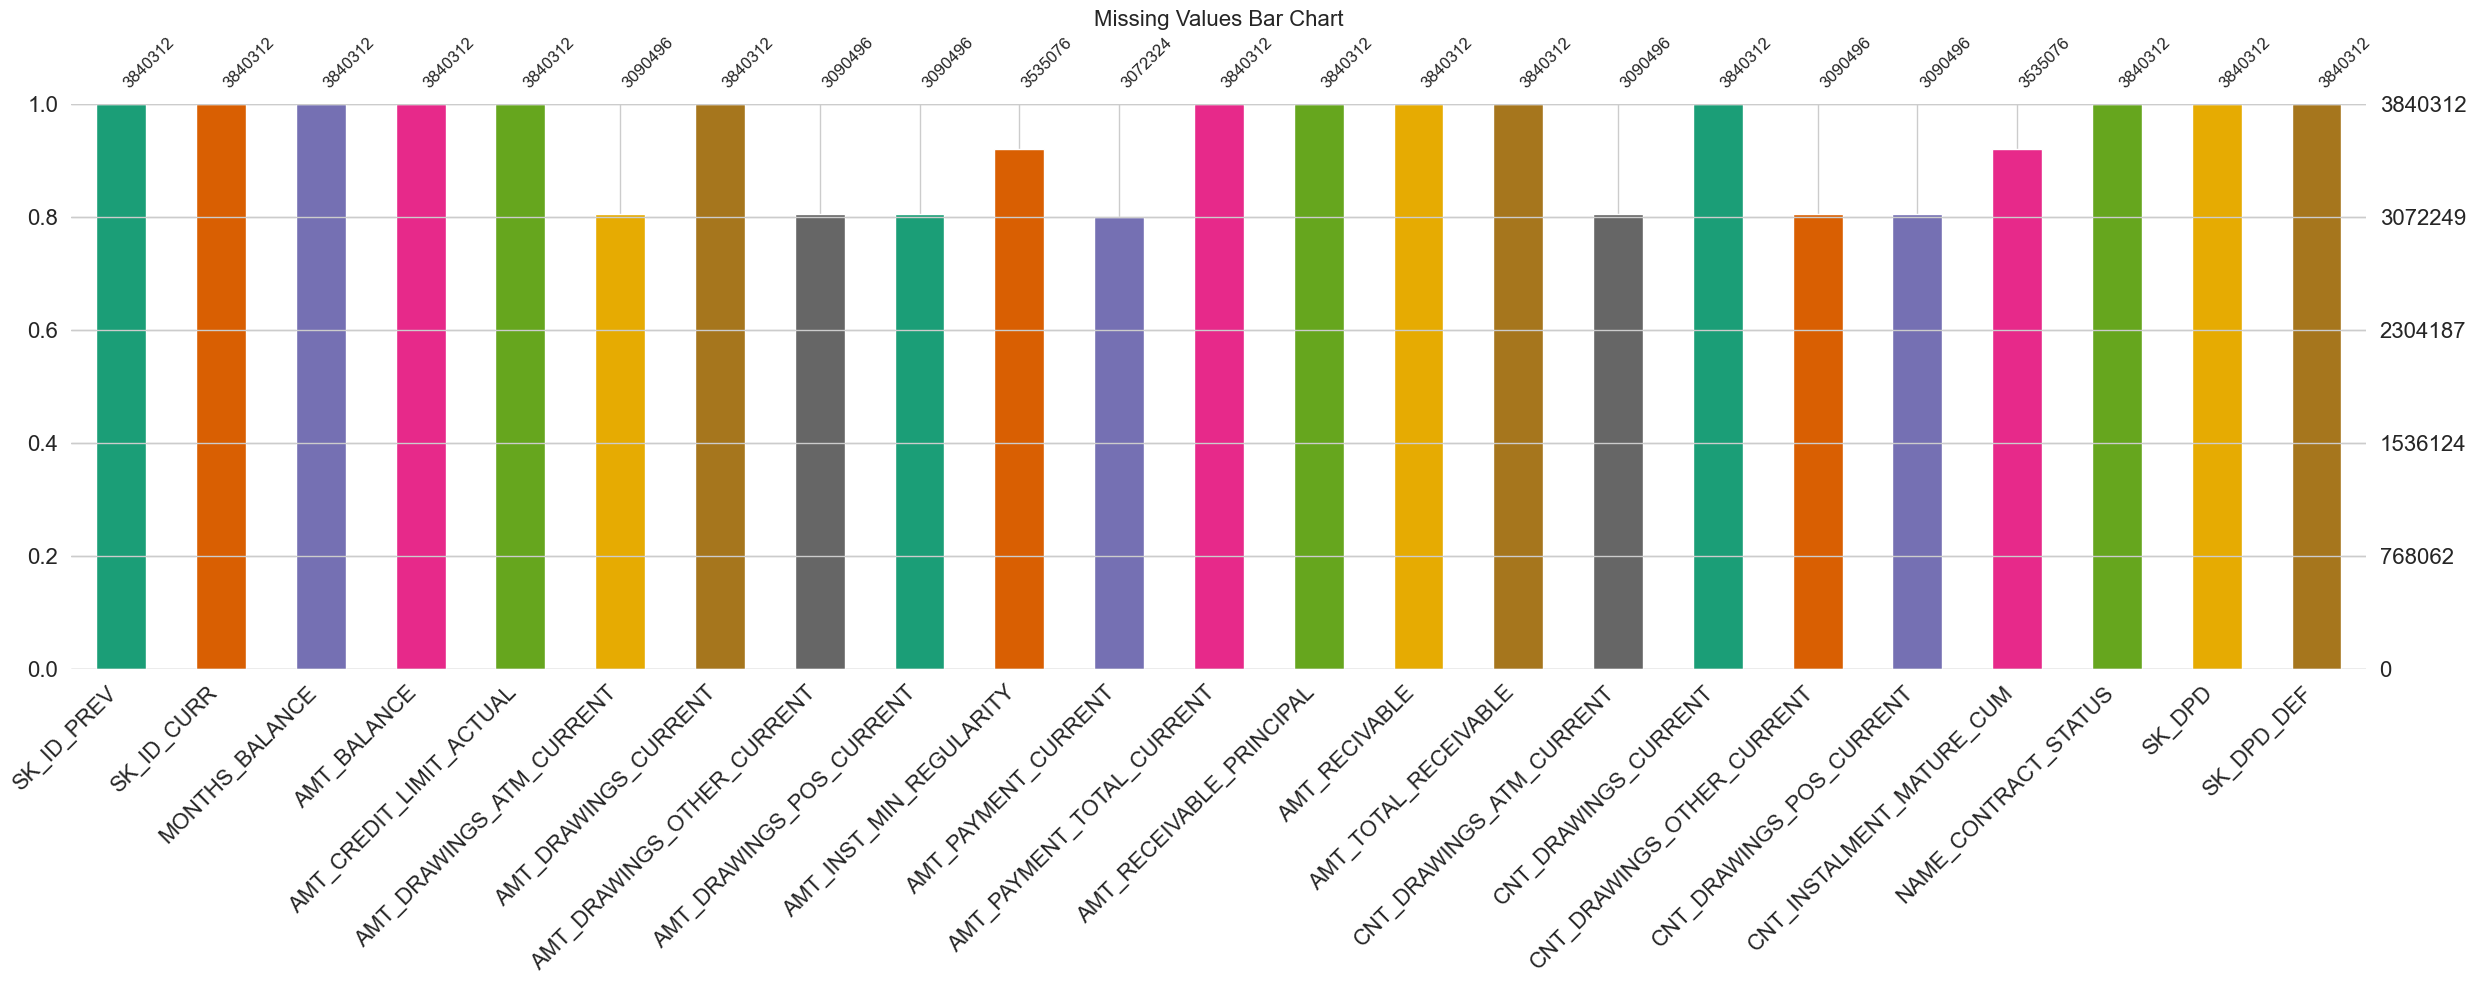 Missing Values Bar Chart
3840312
3840312
3840312
3840312
3840312
3090496
3840312
3090496
3090496
3535076
3072324
3840312
3840312
3840312
3840312
3090496
3840312
3090496
3090496
3535076
3840312
3840312
3840312
1.0
0.8
0.6
0.4
0.2
0.0
3840312
3072249
2304187
1536124
768062
0
SK_ID_PREV
SK_ID_CURR
MONTHS_BALANCE
AMT_BALANCE
AMT_CREDIT_LIMIT_ACTUAL
AMT_DRAWINGS_ATM_CURRENT
AMT_DRAWINGS_CURRENT
AMT_DRAWINGS_OTHER_CURRENT
AMT_DRAWINGS_POS_CURRENT
AMT_INST_MIN_REGULARITY
AMT_PAYMENT_CURRENT
AMT_PAYMENT_TOTAL_CURRENT
AMT_RECEIVABLE_PRINCIPAL
AMT_RECIVABLE
AMT_TOTAL_RECEIVABLE
CNT_DRAWINGS_ATM_CURRENT
CNT_DRAWINGS_CURRENT
CNT_DRAWINGS_OTHER_CURRENT
CNT_DRAWINGS_POS_CURRENT
CNT_INSTALMENT_MATURE_CUM
NAME_CONTRACT_STATUS
SK_DPD
SK_DPD_DEF